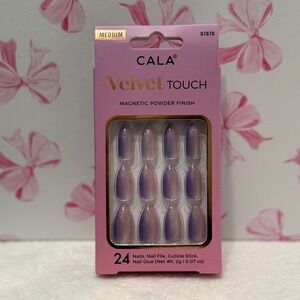 MEDIUM
87878
CALA®
Velvet TOUCH
MAGNETIC POWDER FINISH
24 Nails, Nail File, Cuticle Stick,
Nail Glue (Net Wt. 2g | 0.07 oz)